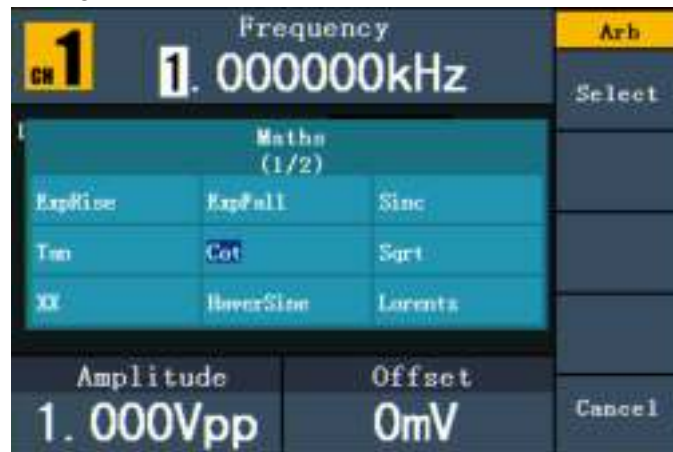 Frequency
Arb
CH 1
1.000000kHz
Select
Maths
(1/2)
ExpRise ExpFall Sinc
Tan Cot Sqrt
XX HaverSine Lorentz
Amplitude Offset
1.000Vpp 0mV
Cancel